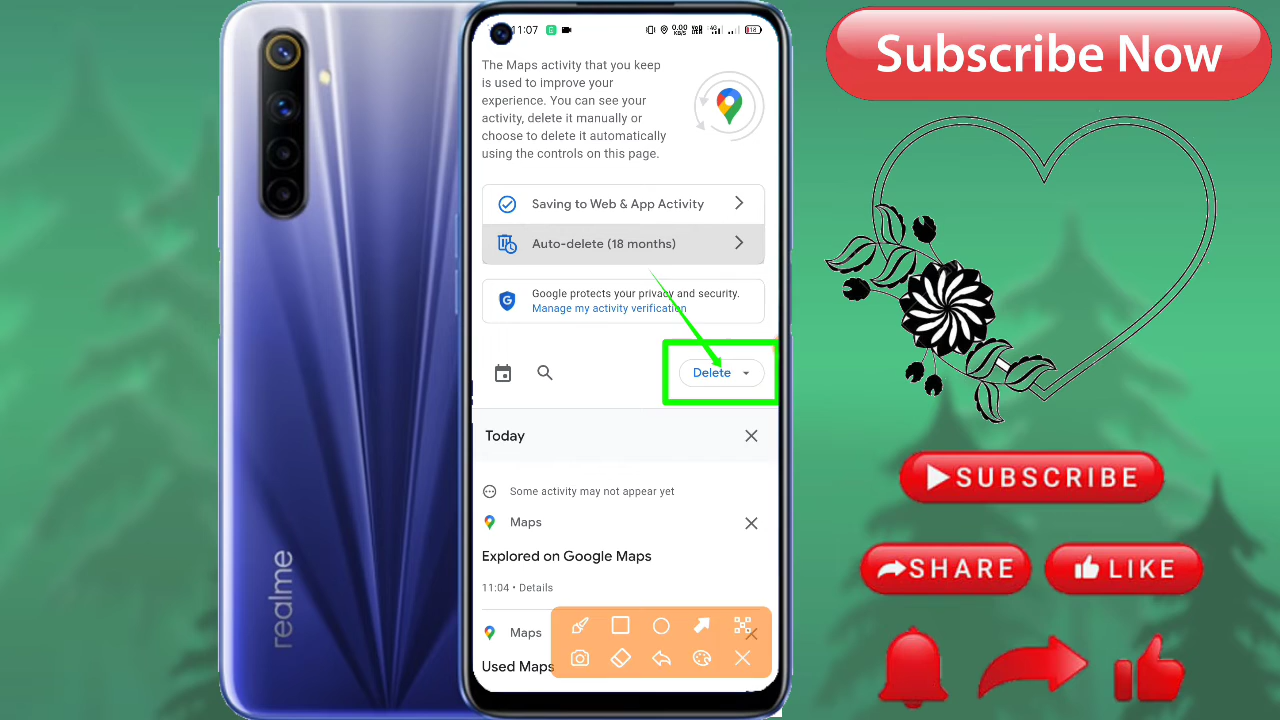 Subscribe Now
11:07
0.00
KB/S
18
The Maps activity that you keep
is used to improve your
experience. You can see your
activity, delete it manually or
choose to delete it automatically
using the controls on this page.
Saving to Web & App Activity
Auto-delete (18 months)
Google protects your privacy and security.
Manage my activity verification
Delete
Today
Some activity may not appear yet
Maps
Explored on Google Maps
11:04 • Details
Maps
Used Maps
realme
SUBSCRIBE
SHARE
LIKE